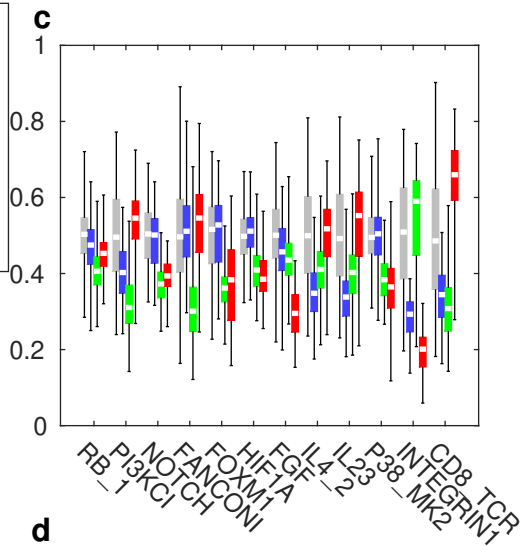 c
1
0.8
0.6
0.4
0.2
0
RB_1
PI3KCI
NOTCH
FANCONI
FOXM1
HIF1A
FGF
IL4_2
IL23
P38_MK2
INTEGRIN1
CD8_TCR
d